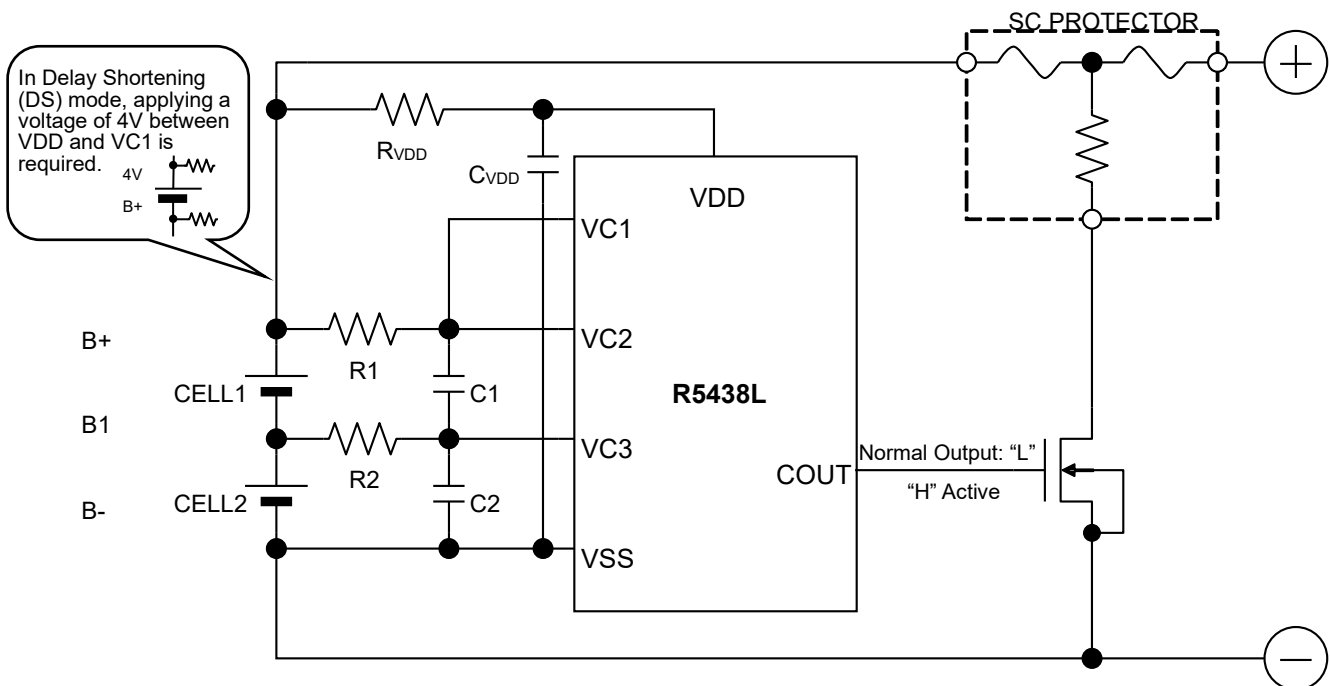 SC PROTECTOR
In Delay Shortening
(DS) mode, applying a
voltage of 4V between
VDD and VC1 is
required.
4V
B+
RVDD
CVDD
VDD
VC1
B+
R1
VC2
CELL1
C1
R5438L
B1
R2
VC3
Normal Output: “L”
COUT
“H” Active
B-
CELL2
C2
VSS
+
−